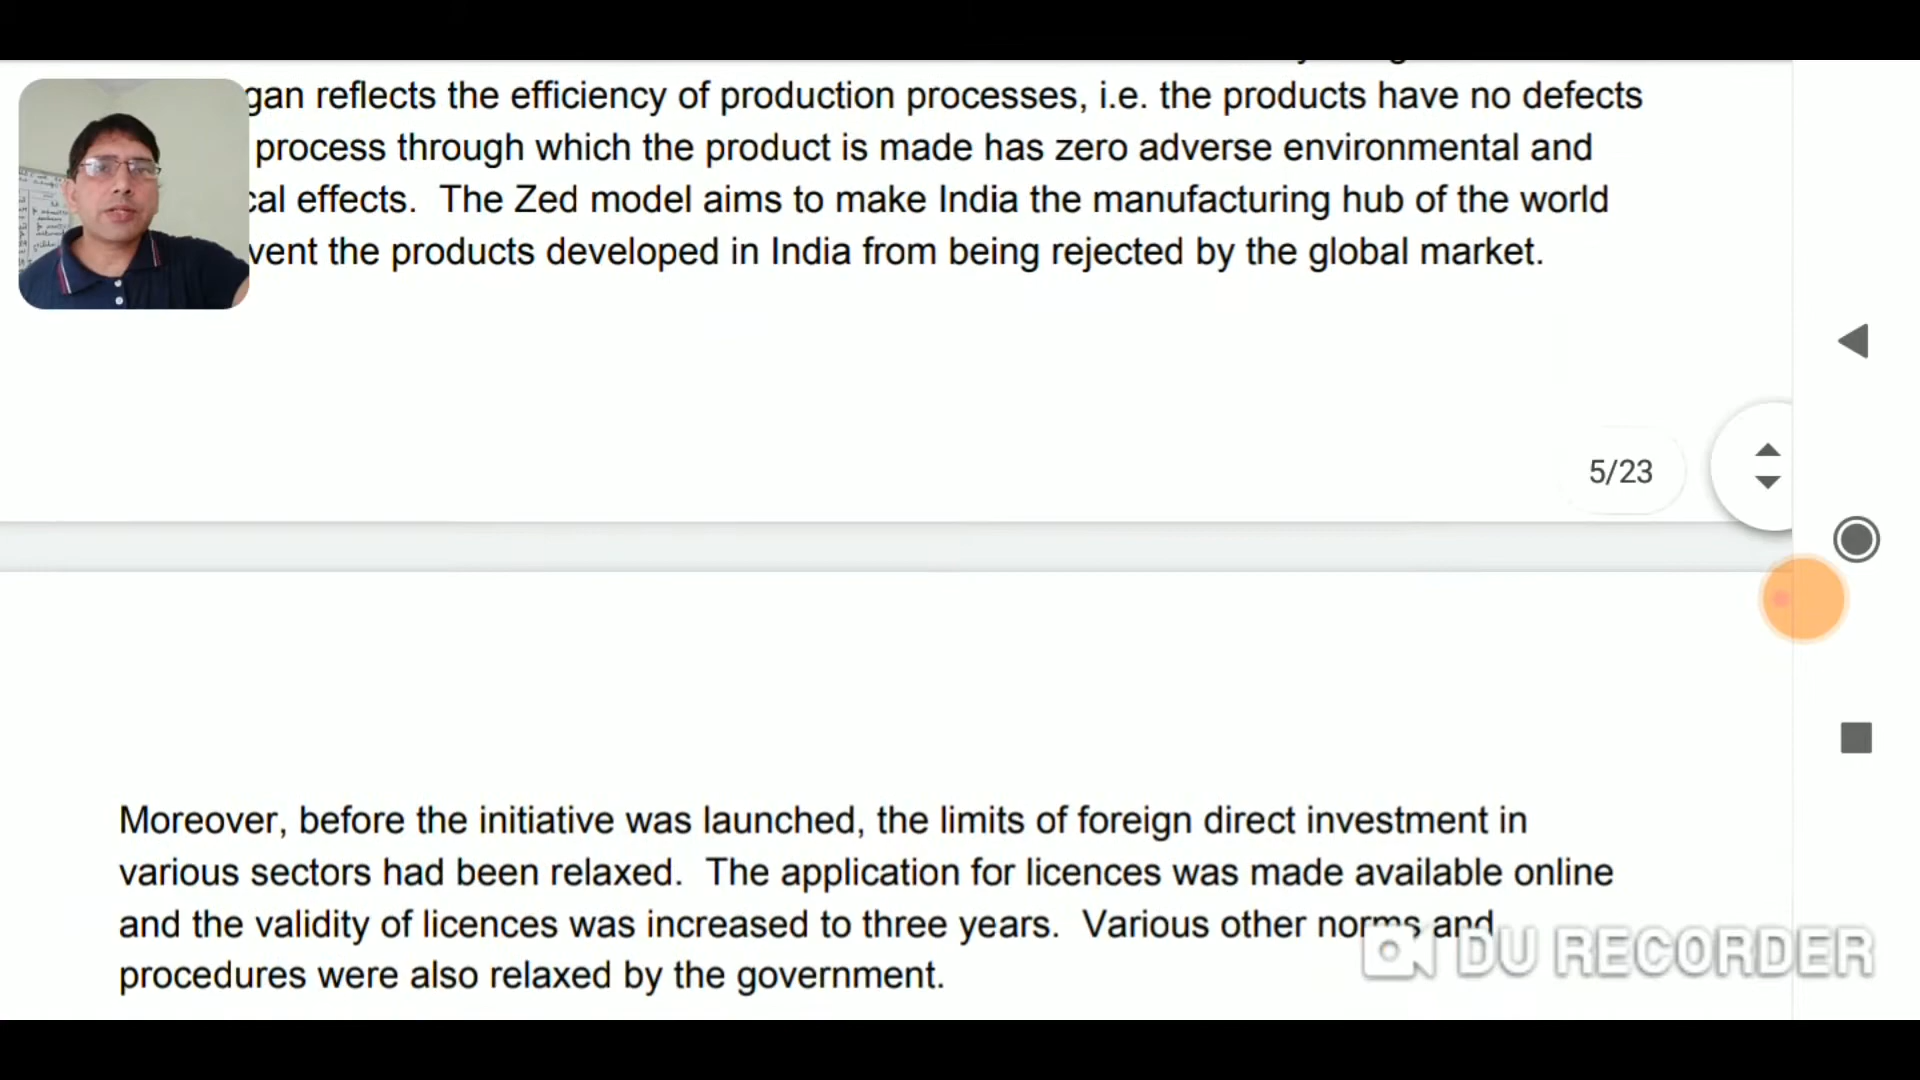 gan reflects the efficiency of production processes, i.e. the products have no defects
process through which the product is made has zero adverse environmental and
cal effects. The Zed model aims to make India the manufacturing hub of the world
vent the products developed in India from being rejected by the global market.
5/23
Moreover, before the initiative was launched, the limits of foreign direct investment in
various sectors had been relaxed. The application for licences was made available online
and the validity of licences was increased to three years. Various other norms and
procedures were also relaxed by the government.
DU RECORDER